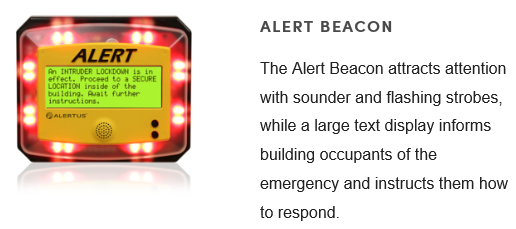 ALERT
An INTRUDER LOCKDOWN is in
effect. Proceed to a SECURE
LOCATION inside of the
building. Await further
instructions.
ALERTUS
ALERT BEACON
The Alert Beacon attracts attention
with sounder and flashing strobes,
while a large text display informs
building occupants of the
emergency and instructs them how
to respond.